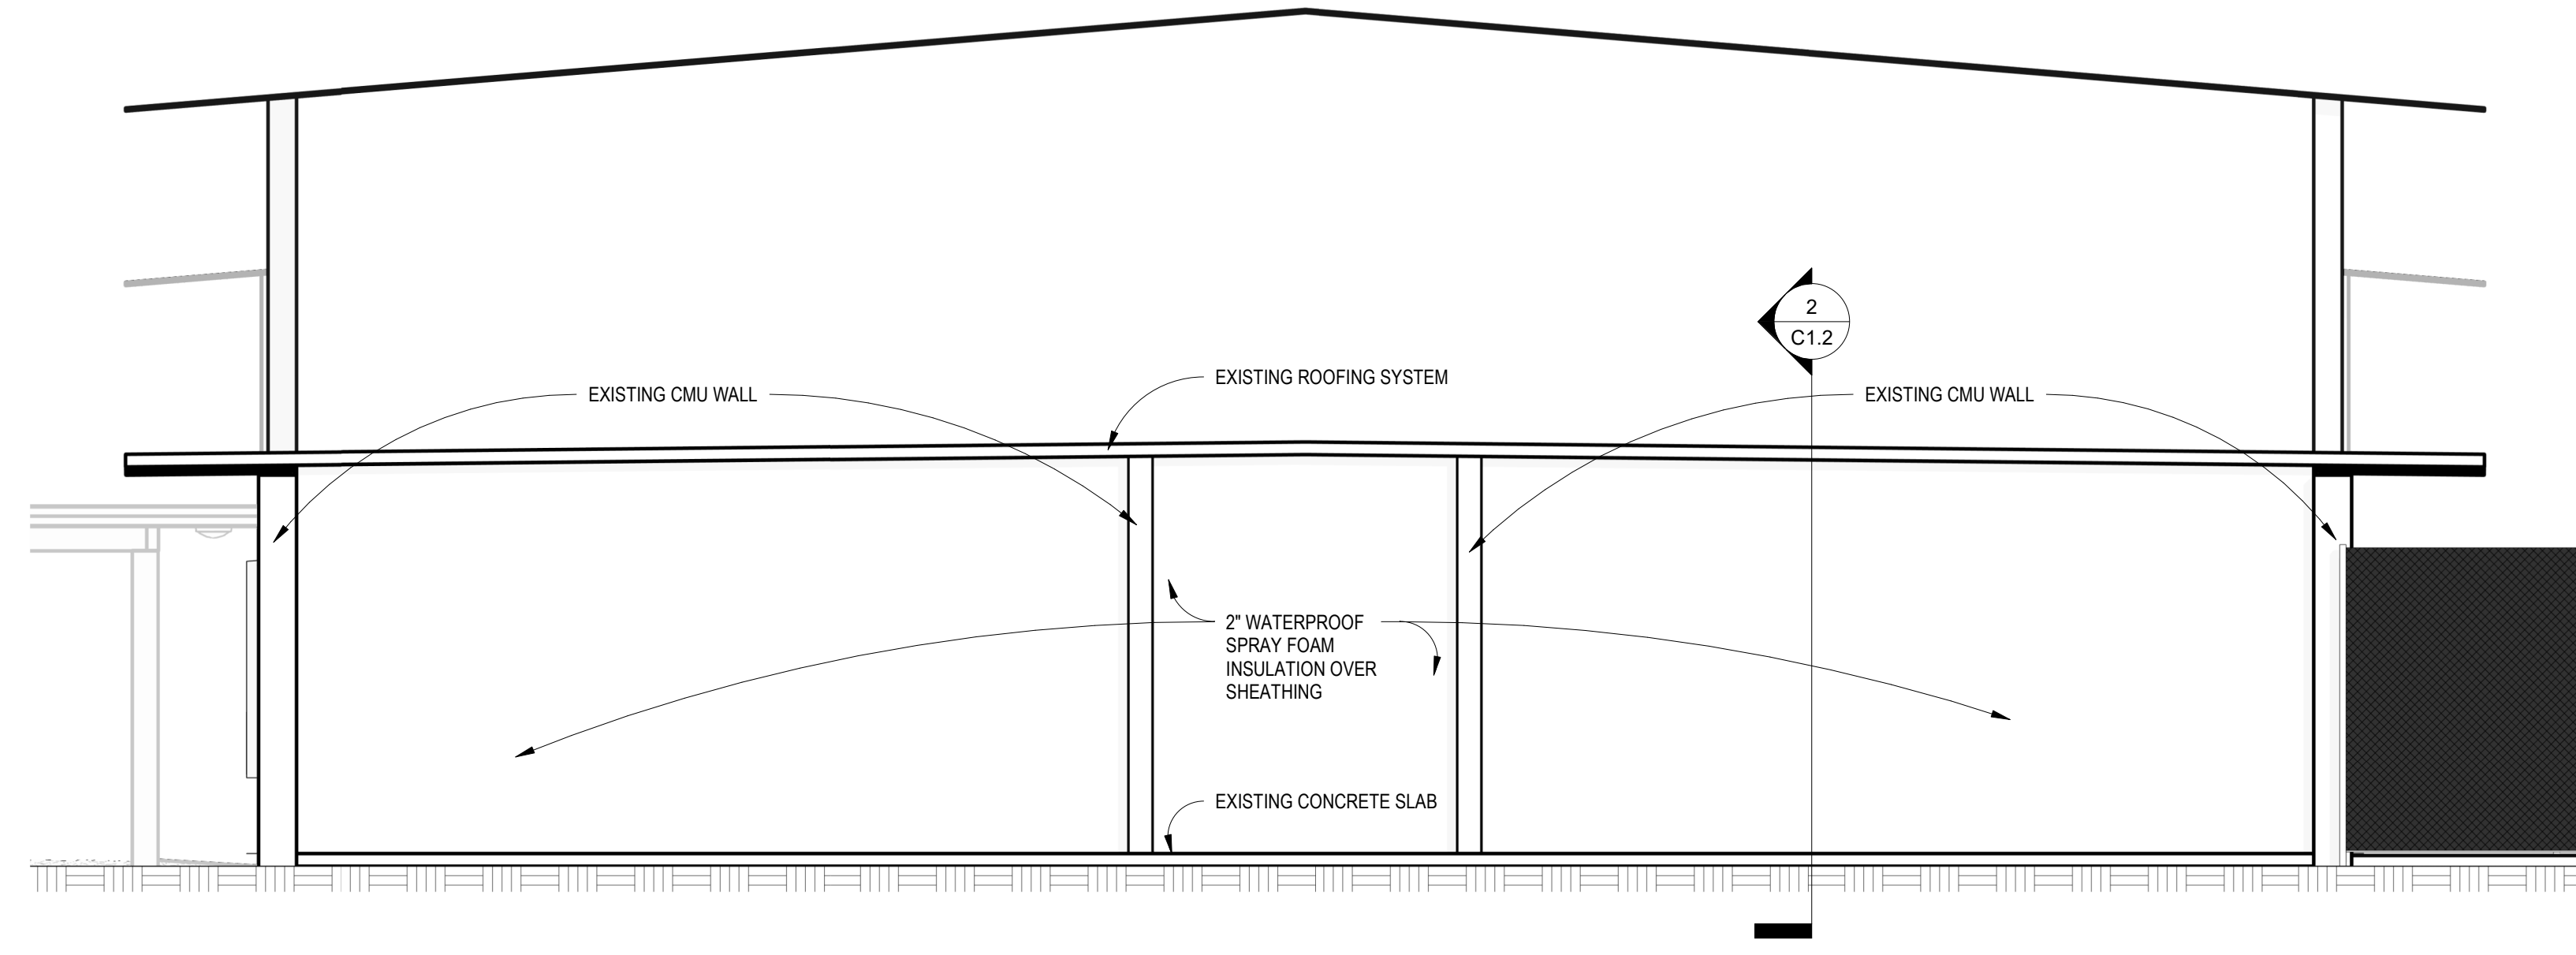 2
C1.2
EXISTING ROOFING SYSTEM
EXISTING CMU WALL
EXISTING CMU WALL
2" WATERPROOF
SPRAY FOAM
INSULATION OVER
SHEATHING
EXISTING CONCRETE SLAB